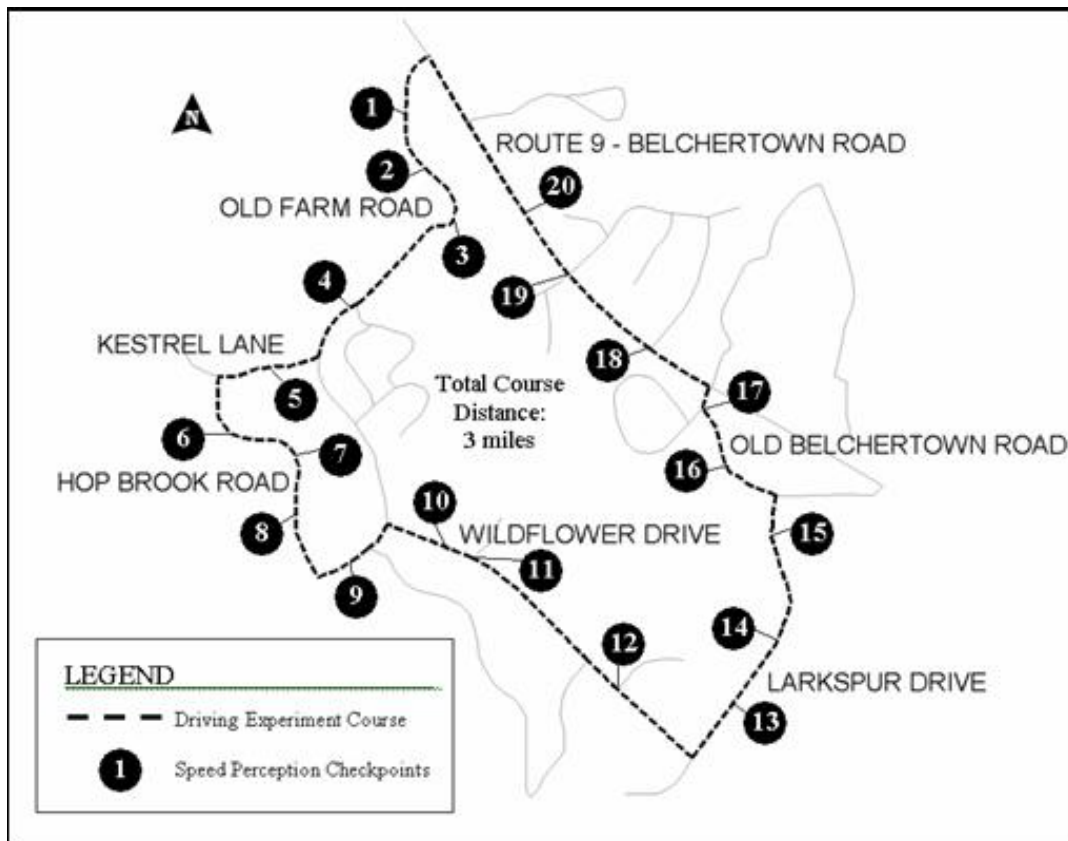 N
1
ROUTE 9 - BELCHERTOWN ROAD
2
20
OLD FARM ROAD
3
4
19
KESTREL LANE
18
5
Total Course
Distance:
3 miles
17
6
7
OLD BELCHERTOWN ROAD
16
HOP BROOK ROAD
8
10
WILDFLOWER DRIVE
15
11
9
14
12
LARKSPUR DRIVE
13
LEGEND
Driving Experiment Course
1 Speed Perception Checkpoints